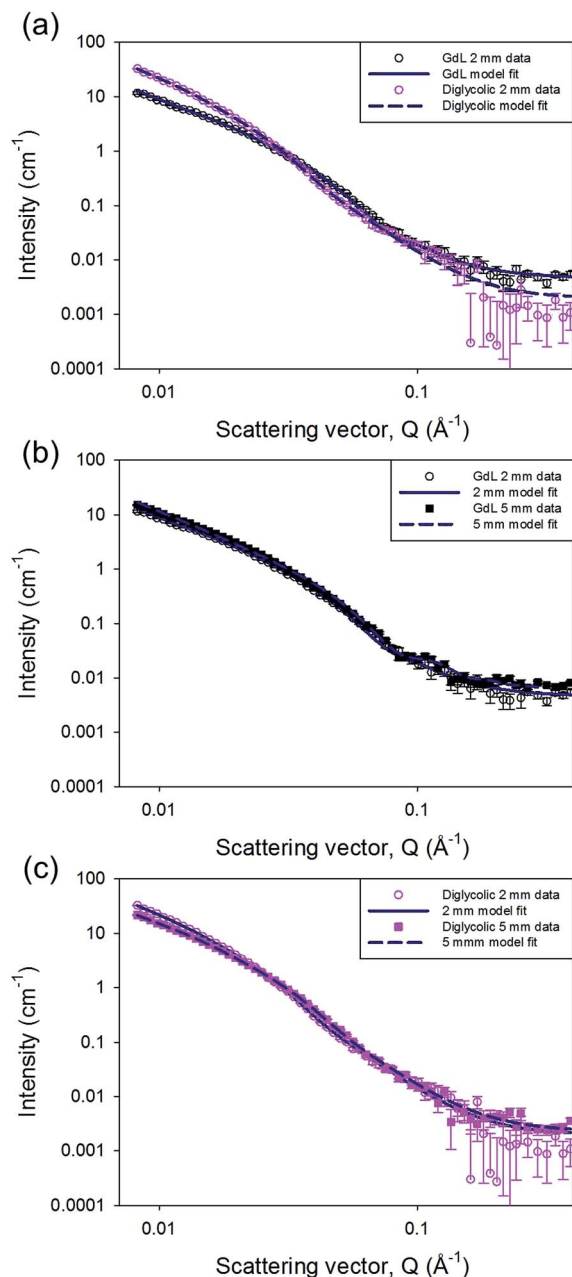 (a)
100
10
1
0.1
0.01
0.001
0.0001
Intensity (cm⁻¹)
GdL 2 mm data
GdL model fit
Diglycolic 2 mm data
Diglycolic model fit
0.01
0.1
Scattering vector, Q (Å⁻¹)
(b)
100
10
1
0.1
0.01
0.001
0.0001
Intensity (cm⁻¹)
GdL 2 mm data
2 mm model fit
GdL 5 mm data
5 mm model fit
0.01
0.1
Scattering vector, Q (Å⁻¹)
(c)
100
10
1
0.1
0.01
0.001
0.0001
Intensity (cm⁻¹)
Diglycolic 2 mm data
2 mm model fit
Diglycolic 5 mm data
5 mmm model fit
0.01
0.1
Scattering vector, Q (Å⁻¹)